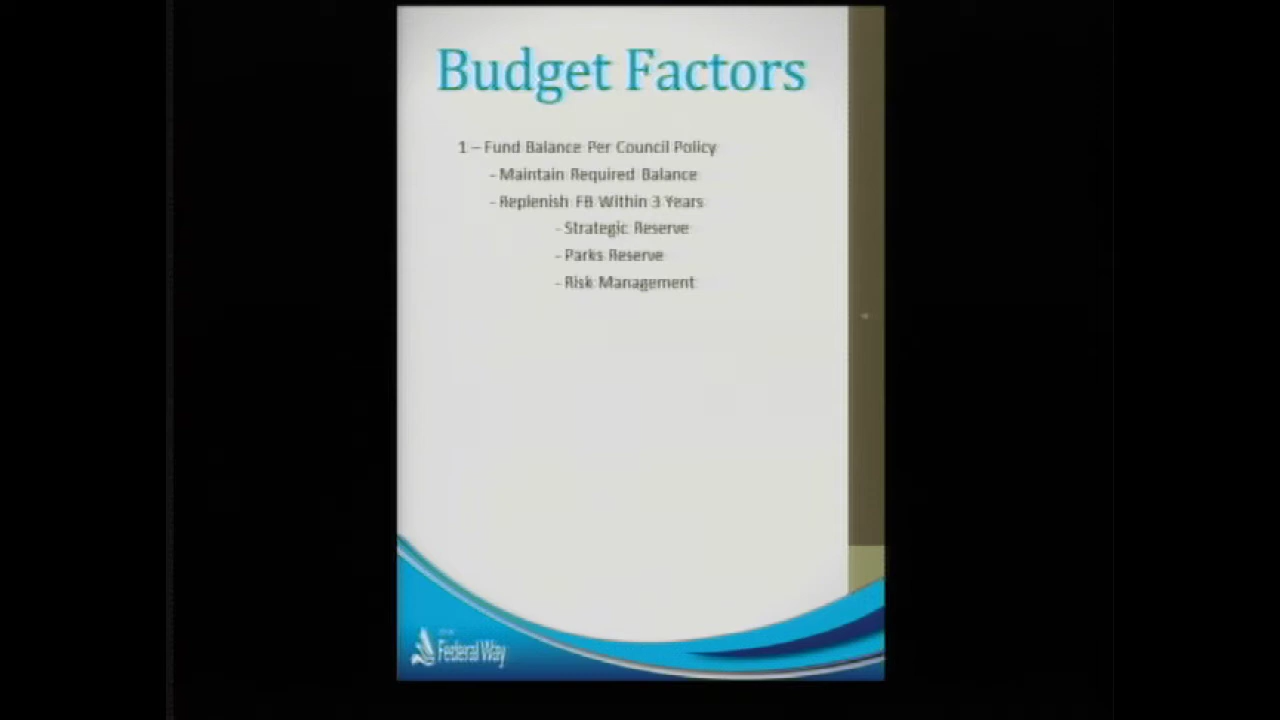 Budget Factors
1 – Fund Balance Per Council Policy
- Maintain Required Balance
- Replenish FB Within 3 Years
- Strategic Reserve
- Parks Reserve
- Risk Management
Federal Way